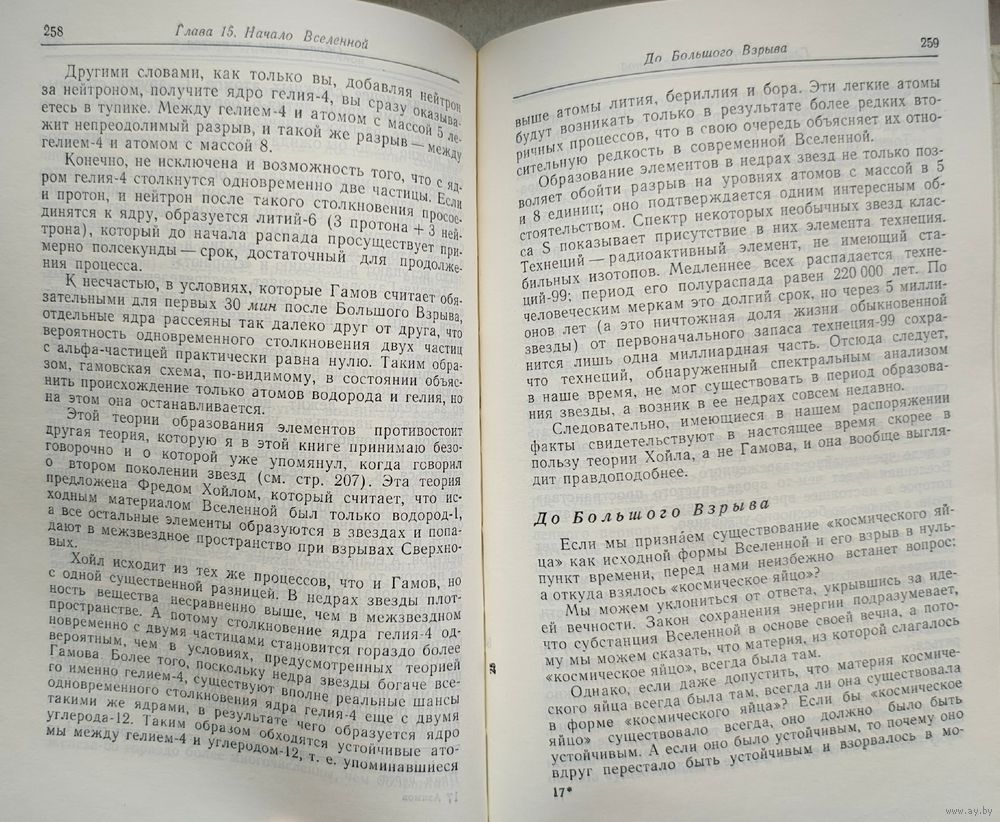 258
Глава 15. Начало Вселенной
Другими словами, как только вы, добавляя нейтрон
за нейтроном, получите ядро гелия-4, вы сразу оказыва-
етесь в тупике. Между гелием-4 и атомом с массой 5 ле-
жит непреодолимый разрыв, и такой же разрыв — между
гелием-4 и атомом с массой 8.
Конечно, не исключена и возможность того, что с яд-
ром гелия-4 столкнутся одновременно две частицы. Если
и протон, и нейтрон после такого столкновения присое-
динятся к ядру, образуется литий-6 (3 протона + 3 ней-
трона), который до начала распада просуществует при-
мерно полсекунды — срок, достаточный для продолже-
ния процесса.
К несчастью, в условиях, которые Гамов считает обя-
зательными для первых 30 мин после Большого Взрыва,
отдельные ядра рассеяны так далеко друг от друга, что
вероятность одновременного столкновения двух частиц
с альфа-частицей практически равна нулю. Таким обра-
зом, гамовская схема, по-видимому, в состоянии объяс-
нить происхождение только атомов водорода и гелия, но
на этом она останавливается.
Этой теории образования элементов противостоит
другая теория, которую я в этой книге принимаю безо-
говорочно и о которой уже упомянул, когда говорил
о втором поколении звезд (см. стр. 207). Эта теория
предложена Фредом Хойлом, который считает, что ис-
ходным материалом Вселенной был только водород-1,
а все остальные элементы образуются в звездах и попа-
дают в межзвездное пространство при взрывах Сверхно-
вых.
Хойл исходит из тех же процессов, что и Гамов, но
с одной существенной разницей. В недрах звезды плот-
ность вещества несравненно выше, чем в межзвездном
пространстве. А потому столкновение ядра гелия-4 од-
новременно с двумя частицами становится гораздо более
вероятным, чем в условиях, предусмотренных теорией
Гамова. Более того, поскольку недра звезды богаче все-
го именно гелием-4, существуют вполне реальные шансы
одновременного столкновения ядра гелия-4 еще с двумя
такими же ядрами, в результате чего образуется ядро
углерода-12. Таким образом обходятся устойчивые ато-
мы между гелием-4 и углеродом-12, т. е. упоминавшиеся
До Большого Взрыва
259
выше атомы лития, бериллия и бора. Эти легкие атомы
будут возникать только в результате более редких вто-
ричных процессов, что в свою очередь объясняет их отно-
сительную редкость в современной Вселенной.
Образование элементов в недрах звезд не только поз-
воляет обойти разрыв на уровнях атомов с массой в 5
и 8 единиц; оно подтверждается одним интересным об-
стоятельством. Спектр некоторых необычных звезд клас-
са S показывает присутствие в них элемента технеция.
Технеций — радиоактивный элемент, не имеющий ста-
бильных изотопов. Медленнее всех распадается техне-
ций-99; период его полураспада равен 220 000 лет. По
человеческим меркам это долгий срок, но через 5 милли-
онов лет (а это ничтожная доля жизни обыкновенной
звезды) от первоначального запаса технеция-99 сохра-
нится лишь одна миллиардная часть. Отсюда следует,
что технеций, обнаруженный спектральным анализом
в наше время, не мог существовать в период образова-
ния звезды, а возник в ее недрах совсем недавно.
Следовательно, имеющиеся в нашем распоряжении
факты свидетельствуют в настоящее время скорее в
пользу теории Хойла, а не Гамова, и она вообще выгля-
дит правдоподобнее.
До Большого Взрыва
Если мы признаем существование «космического яй-
ца» как исходной формы Вселенной и его взрыв в нуль-
пункт времени, перед нами неизбежно встанет вопрос:
а откуда взялось «космическое яйцо»?
Мы можем уклониться от ответа, укрывшись за иде-
ей вечности. Закон сохранения энергии подразумевает,
что субстанция Вселенной в основе своей вечна, а пото-
му мы можем сказать, что материя, из которой слагалось
«космическое яйцо», всегда была там.
Однако, если даже допустить, что материя космиче-
ского яйца всегда была там, всегда ли она существовала
в форме «космического яйца»? Если бы «космическое
яйцо» существовало всегда, оно должно было быть
устойчивым. А если оно было устойчивым, то почему оно
вдруг перестало быть устойчивым и взорвалось в мо-
17*
www.ay.by